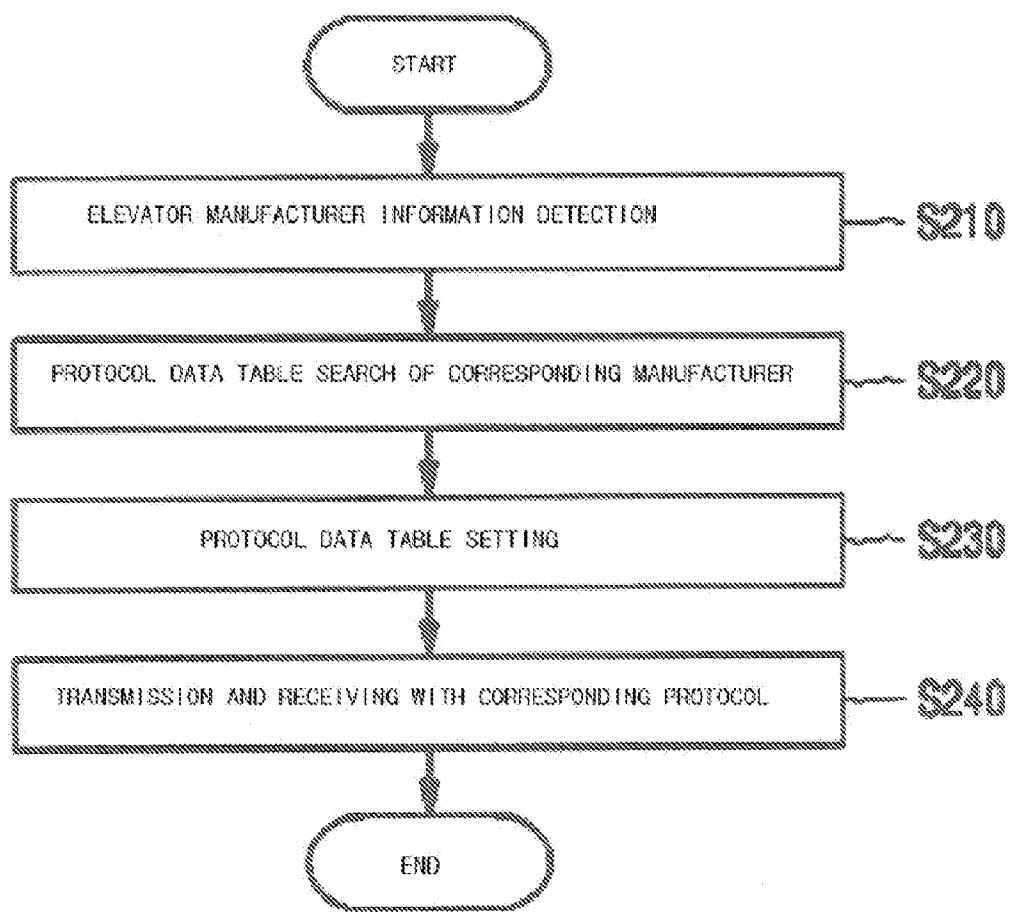 START
ELEVATOR MANUFACTURER INFORMATION DETECTION
S210
PROTOCOL DATA TABLE SEARCH OF CORRESPONDING MANUFACTURER
S220
PROTOCOL DATA TABLE SETTING
S230
TRANSMISSION AND RECEIVING WITH CORRESPONDING PROTOCOL
S240
END